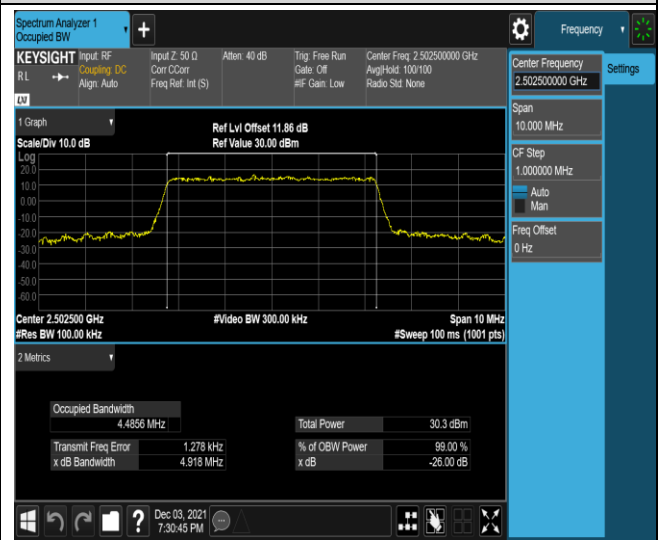 Spectrum Analyzer 1
Occupied BW
+
Frequency
KEYSIGHT
RL
LXI
Input: RF
Coupling: DC
Align: Auto
Input Z: 50 Ω
Corr CCorr
Freq Ref: Int (S)
Atten: 40 dB
Trig: Free Run
Gate: Off
#IF Gain: Low
Center Freq: 2.502500000 GHz
Avg|Hold: 100/100
Radio Std: None
Center Frequency
2.502500000 GHz
Settings
Span
10.000 MHz
CF Step
1.000000 MHz
Auto
Man
Freq Offset
0 Hz
1 Graph
Scale/Div 10.0 dB
Ref Lvl Offset 11.86 dB
Ref Value 30.00 dBm
Log
20.0
10.0
0.00
-10.0
-20.0
-30.0
-40.0
-50.0
-60.0
Center 2.502500 GHz
#Res BW 100.00 kHz
#Video BW 300.00 kHz
Span 10 MHz
#Sweep 100 ms (1001 pts)
2 Metrics
Occupied Bandwidth
4.4856 MHz
Total Power 30.3 dBm
Transmit Freq Error 1.278 kHz
% of OBW Power 99.00 %
x dB Bandwidth 4.918 MHz
x dB -26.00 dB
?
Dec 03, 2021
7:30:45 PM